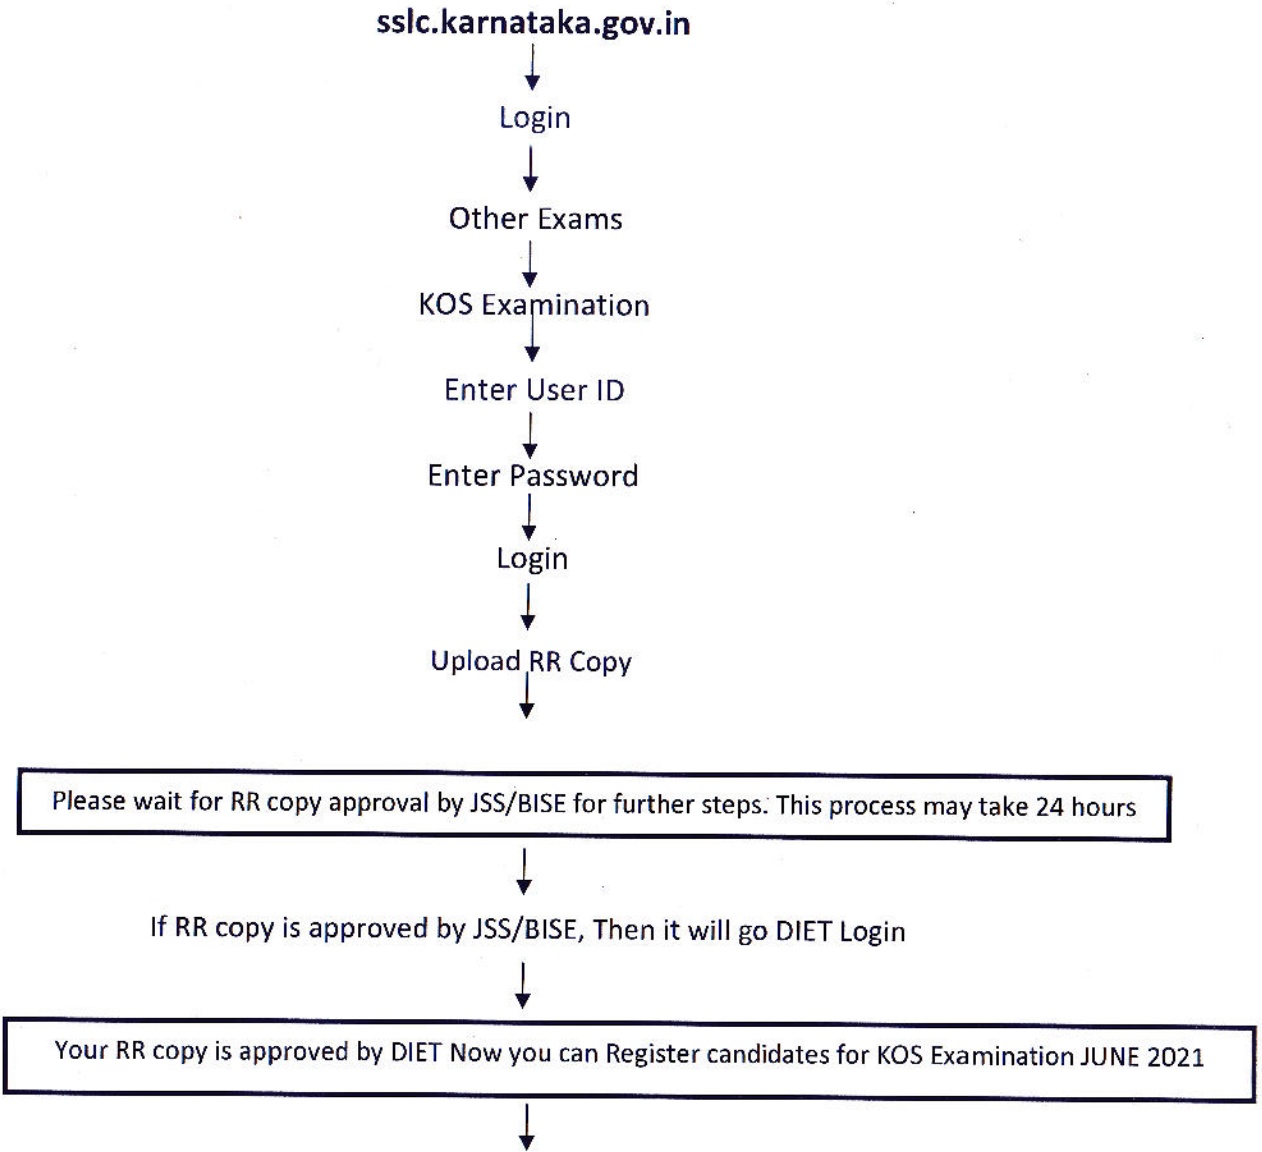 sslc.karnataka.gov.in
Login
Other Exams
KOS Examination
Enter User ID
Enter Password
Login
Upload RR Copy
Please wait for RR copy approval by JSS/BISE for further steps. This process may take 24 hours
If RR copy is approved by JSS/BISE, Then it will go DIET Login
Your RR copy is approved by DIET Now you can Register candidates for KOS Examination JUNE 2021